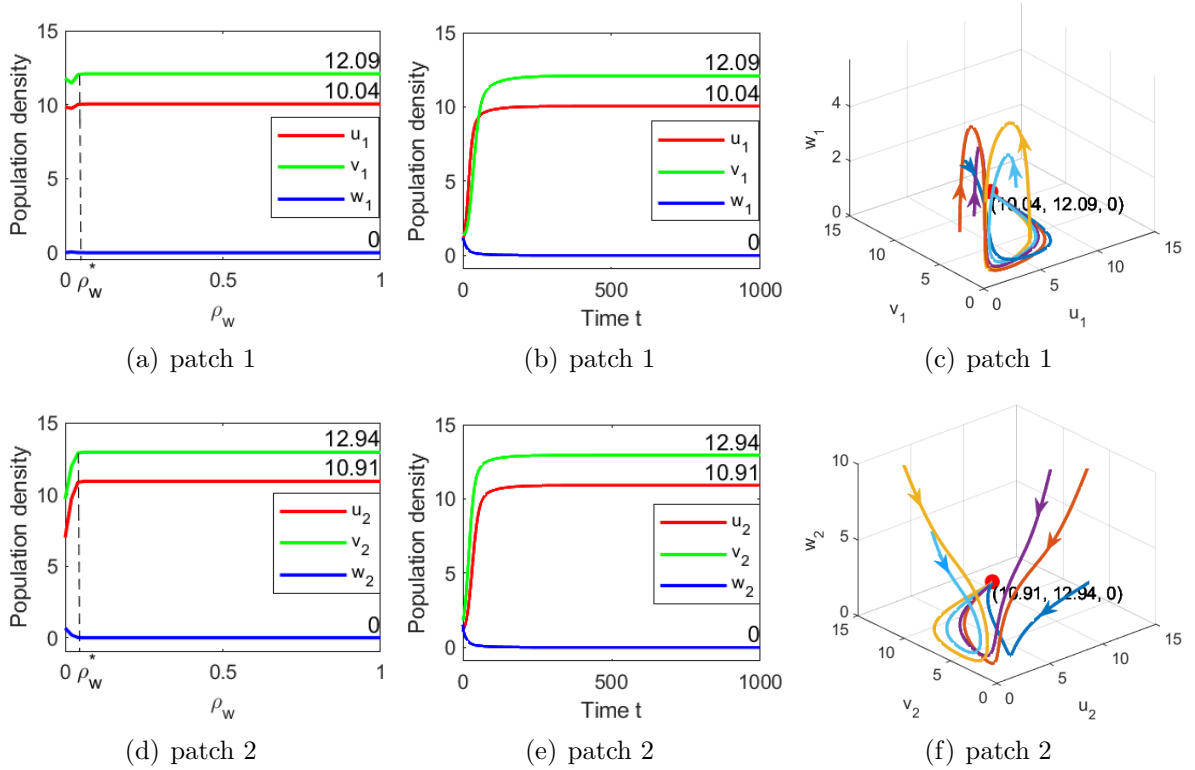 Population density
15
10
5
0
12.09
10.04
u1
v1
w1
0
0 ρ*w 0.5 1
ρw
(a) patch 1
Population density
15
10
5
0
12.09
10.04
u1
v1
w1
0
0 500 1000
Time t
(b) patch 1
w1
4
2
0
(10.04, 12.09, 0)
15
10
5
0
v1
0
5
10
15
u1
(c) patch 1
Population density
15
10
5
0
12.94
10.91
u2
v2
w2
0
0 ρ*w 0.5 1
ρw
(d) patch 2
Population density
15
10
5
0
12.94
10.91
u2
v2
w2
0
0 500 1000
Time t
(e) patch 2
w2
10
5
0
(10.91, 12.94, 0)
15
10
5
0
v2
0
5
10
15
u2
(f) patch 2